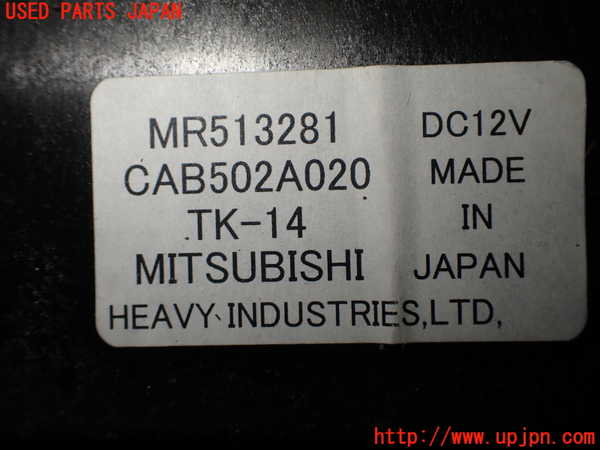 USED PARTS JAPAN
MR513281 DC12V
CAB502A020 MADE
TK-14 IN
MITSUBISHI JAPAN
HEAVY INDUSTRIES,LTD,
http://www.upjpn.com/